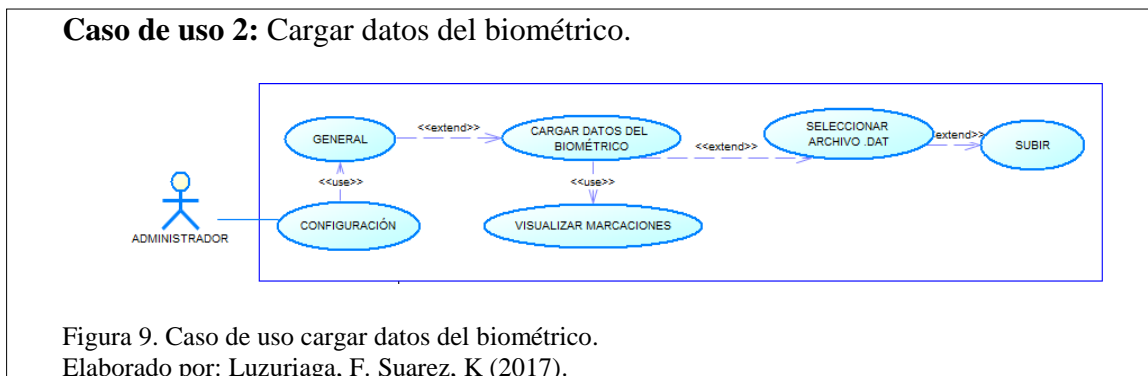 Caso de uso 2: Cargar datos del biométrico.
GENERAL
<<extend>>
CARGAR DATOS DEL
BIOMÉTRICO
<<extend>>
SELECCIONAR
ARCHIVO .DAT
extend>>
SUBIR
<<use>>
<<use>>
ADMINISTRADOR
CONFIGURACIÓN
VISUALIZAR MARCACIONES
Figura 9. Caso de uso cargar datos del biométrico.
Elaborado por: Luzuriaga, F. Suarez, K (2017).